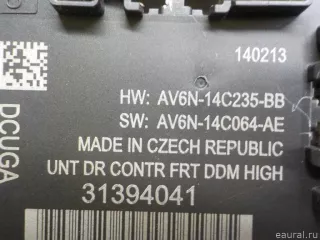 140213
HW: AV6N-14C235-BB
SW: AV6N-14C064-AE
MADE IN CZECH REPUBLIC
UNT DR CONTR FRT DDM HIGH
31394041
DCUGA
eaural.ru